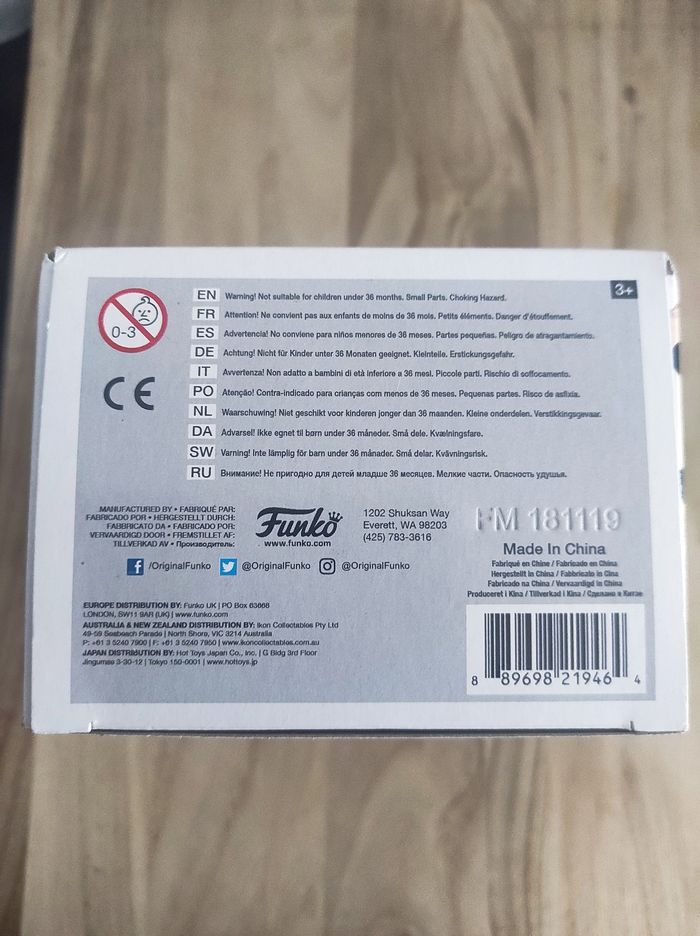 0-3
3+
EN Warning! Not suitable for children under 36 months. Small Parts. Choking Hazard.
FR Attention! Ne convient pas aux enfants de moins de 36 mois. Petits éléments. Danger d'étouffement.
ES Advertencia! No conviene para niños menores de 36 meses. Partes pequeñas. Peligro de atragantamiento.
DE Achtung! Nicht für Kinder unter 36 Monaten geeignet. Kleinteile. Erstickungsgefahr.
IT Avvertenza! Non adatto a bambini di età inferiore a 36 mesi. Piccole parti. Rischio di soffocamento.
PO Atenção! Contra-indicado para crianças com menos de 36 meses. Pequenas partes. Risco de asfixia.
NL Waarschuwing! Niet geschikt voor kinderen jonger dan 36 maanden. Kleine onderdelen. Verstikkingsgevaar.
DA Advarsel! Ikke egnet til børn under 36 måneder. Små dele. Kvælningsfare.
SW Varning! Inte lämplig för barn under 36 månader. Små delar. Kvävningsrisk.
RU Внимание! Не пригодно для детей младше 36 месяцев. Мелкие части. Опасность удушья.
CE
MANUFACTURED BY • FABRIQUÉ PAR:
FABRICADO POR • HERGESTELLT DURCH:
FABBRICATO DA • FABRICADO POR:
VERVAARDIGD DOOR • FREMSTILLET AF:
TILLVERKAD AV • Производитель:
Funko
www.funko.com
1202 Shuksan Way
Everett, WA 98203
(425) 783-3616
FM 181119
Made In China
Fabriqué en Chine / Fabricado en China
Hergestellt in China / Fabbricato in Cina
Fabricado na China / Vervaardigd in China
Produceret i Kina / Tillverkad i Kina / Сделано в Китае
/OriginalFunko @OriginalFunko @OriginalFunko
EUROPE DISTRIBUTION BY: Funko UK | PO Box 63868
LONDON, SW11 9AR (UK) | www.funko.com
AUSTRALIA & NEW ZEALAND DISTRIBUTION BY: Ikon Collectables Pty Ltd
49-59 Seabeach Parade | North Shore, VIC 3214 Australia
P: +61 3 5240 7900 | F: +61 3 5240 7950 | www.ikoncollectables.com.au
JAPAN DISTRIBUTION BY: Hot Toys Japan Co., Inc. | G Bldg 3rd Floor
Jingumae 3-30-12 | Tokyo 150-0001 | www.hottoys.jp
8 89698 21946 4